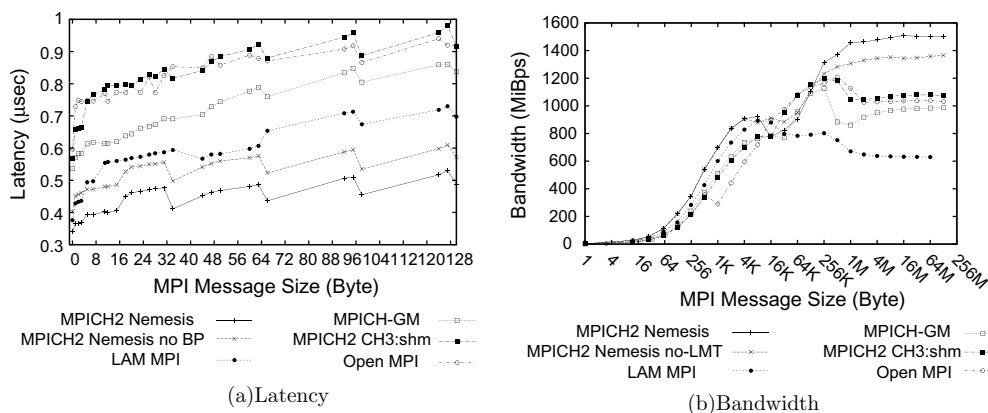 Latency (μsec)
1
0.9
0.8
0.7
0.6
0.5
0.4
0.3
0 8 16 24 32 40 48 56 64 72 80 88 96 104 112 120 128
MPI Message Size (Byte)
MPICH2 Nemesis
MPICH2 Nemesis no BP
LAM MPI
MPICH-GM
MPICH2 CH3:shm
Open MPI
(a)Latency
Bandwidth (MiBps)
1600
1400
1200
1000
800
600
400
200
0
1 4 16 64 256 1K 4K 16K 64K 256K 1M 4M 16M 64M 256M
MPI Message Size (Byte)
MPICH2 Nemesis
MPICH2 Nemesis no-LMT
LAM MPI
MPICH-GM
MPICH2 CH3:shm
Open MPI
(b)Bandwidth